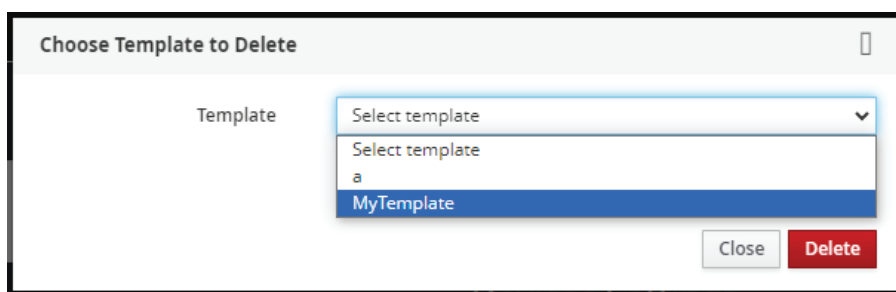 Choose Template to Delete
Template
Select template
Select template
a
MyTemplate
Close
Delete